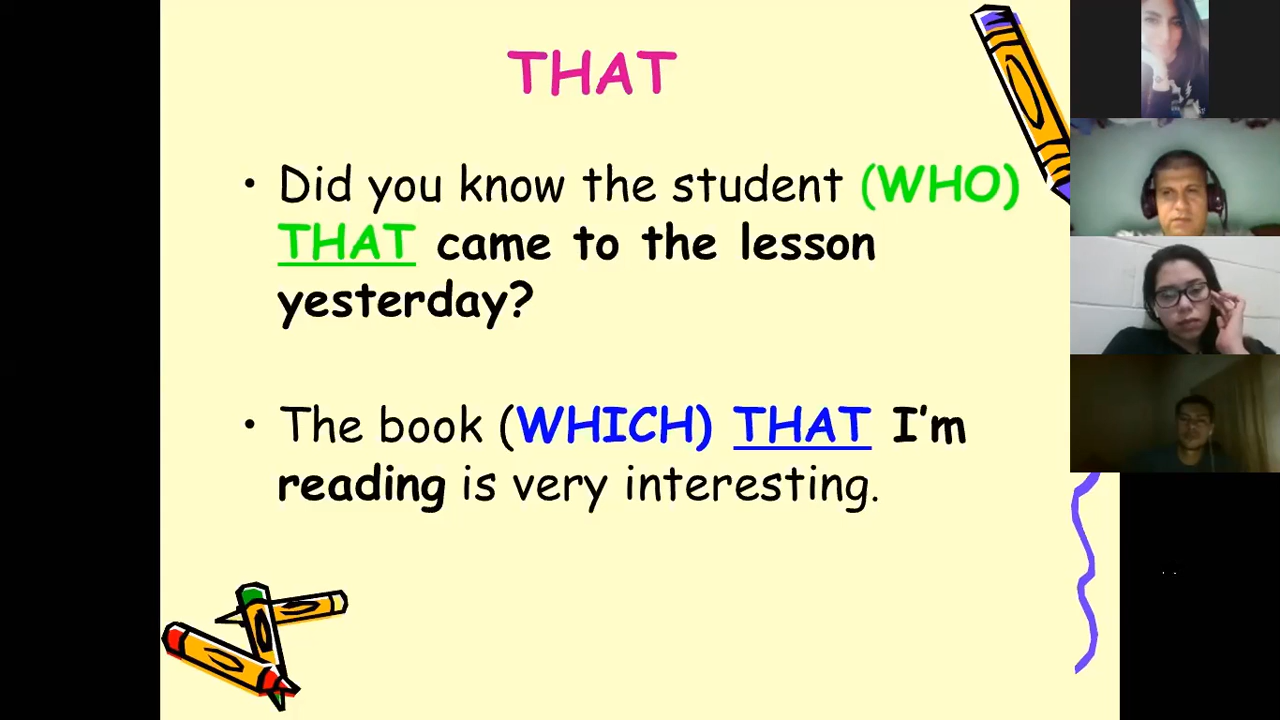 THAT
• Did you know the student (WHO)
THAT came to the lesson
yesterday?
• The book (WHICH) THAT I'm
reading is very interesting.